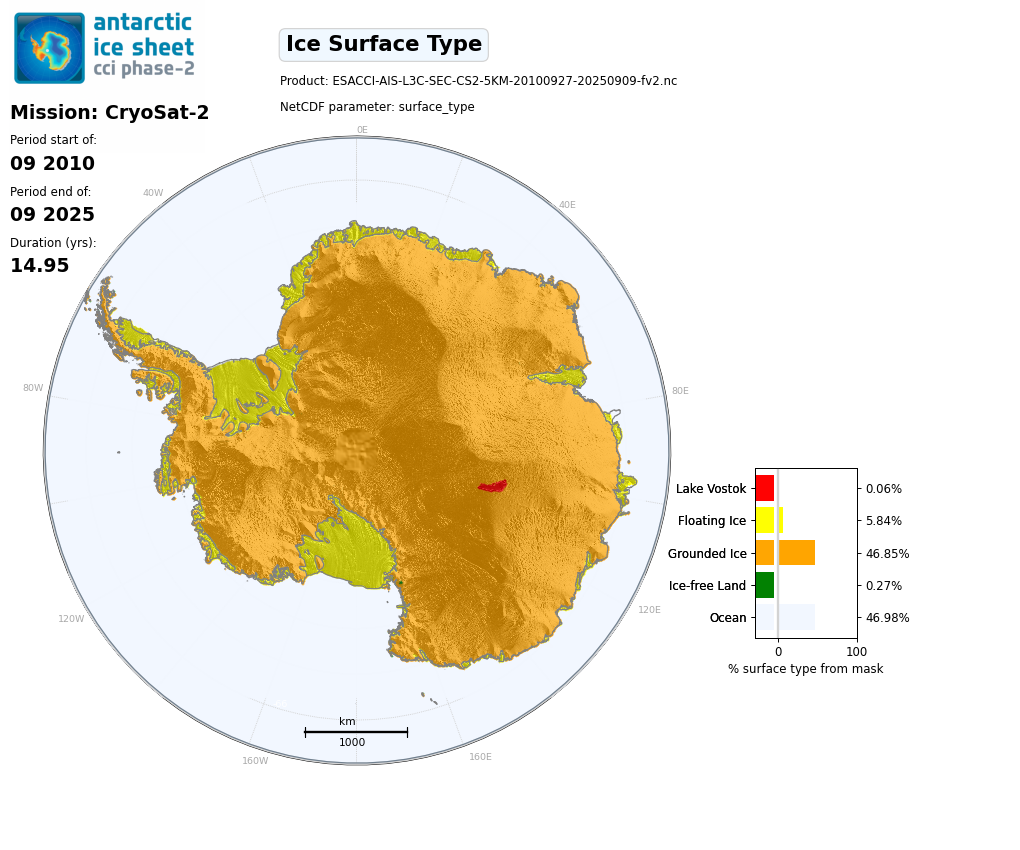 antarctic
ice sheet
cci phase-2
Ice Surface Type
Product: ESACCI-AIS-L3C-SEC-CS2-5KM-20100927-20250909-fv2.nc
NetCDF parameter: surface_type
Mission: CryoSat-2
Period start of:
09 2010
Period end of:
09 2025
Duration (yrs):
14.95
0E
40W
40E
80W
80E
120W
120E
160W
160E
km
1000
Lake Vostok 0.06%
Floating Ice 5.84%
Grounded Ice 46.85%
Ice-free Land 0.27%
Ocean 46.98%
0 100
% surface type from mask